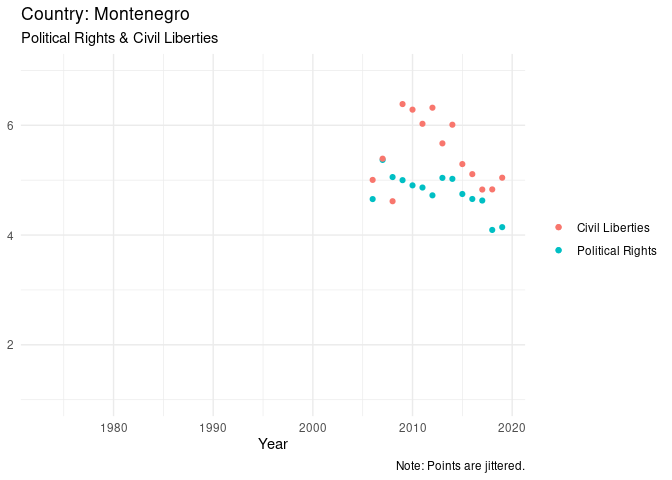 Country: Montenegro
Political Rights & Civil Liberties
6
4
2
Civil Liberties
Political Rights
1980 1990 2000 2010 2020
Year
Note: Points are jittered.